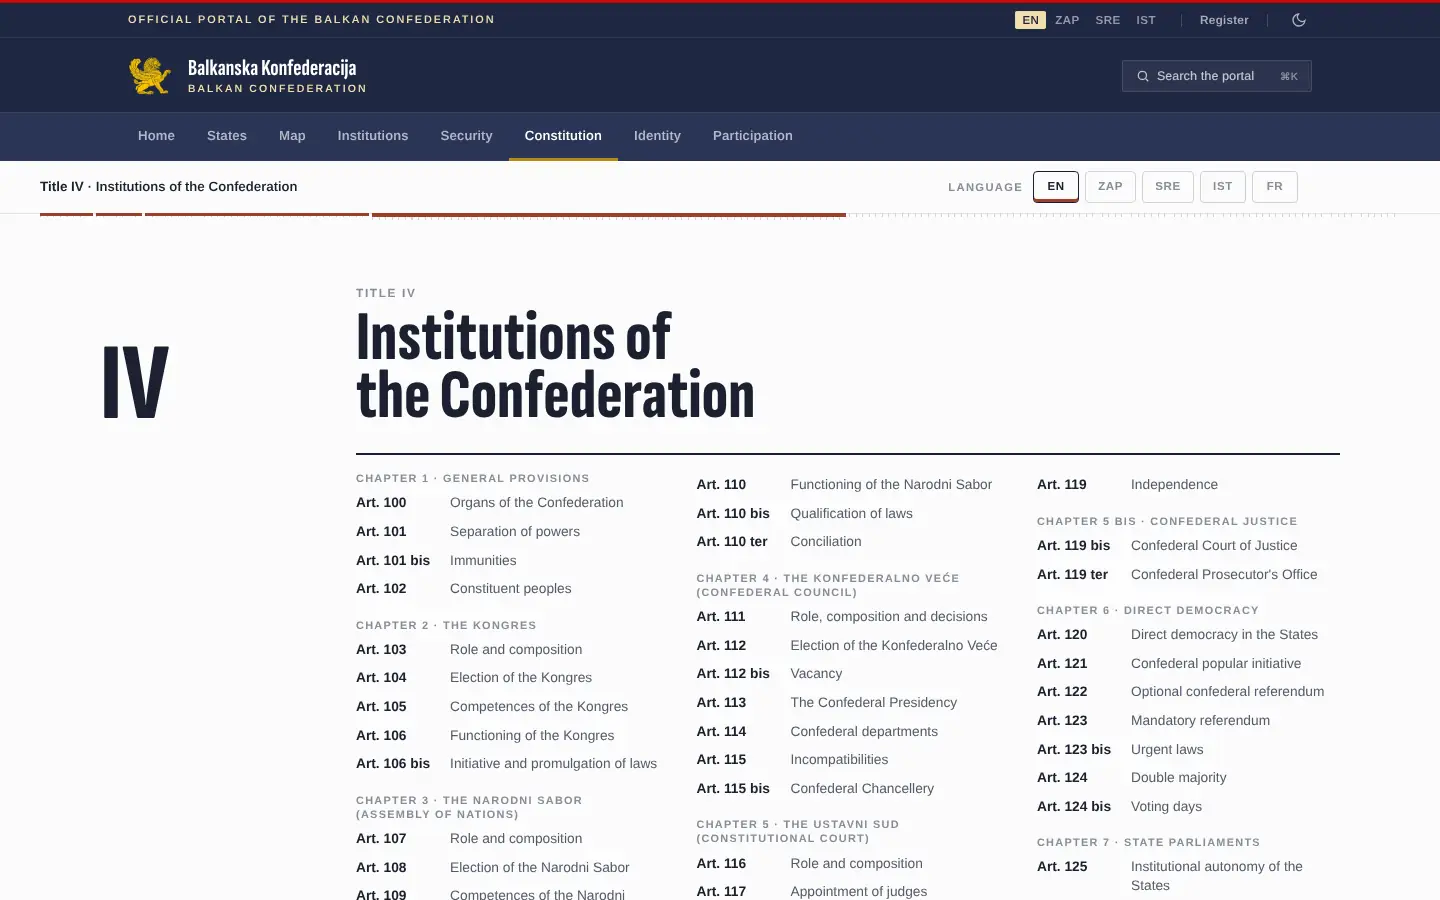 OFFICIAL PORTAL OF THE BALKAN CONFEDERATION
EN ZAP SRE IST Register
Balkanska Konfederacija
BALKAN CONFEDERATION
Search the portal ⌘K
Home States Map Institutions Security Constitution Identity Participation
Title IV · Institutions of the Confederation
LANGUAGE EN ZAP SRE IST FR
IV
TITLE IV
Institutions of
the Confederation
CHAPTER 1 · GENERAL PROVISIONS
Art. 100 Organs of the Confederation
Art. 101 Separation of powers
Art. 101 bis Immunities
Art. 102 Constituent peoples
CHAPTER 2 · THE KONGRES
Art. 103 Role and composition
Art. 104 Election of the Kongres
Art. 105 Competences of the Kongres
Art. 106 Functioning of the Kongres
Art. 106 bis Initiative and promulgation of laws
CHAPTER 3 · THE NARODNI SABOR
(ASSEMBLY OF NATIONS)
Art. 107 Role and composition
Art. 108 Election of the Narodni Sabor
Art. 109 Competences of the Narodni
Art. 110 Functioning of the Narodni Sabor
Art. 110 bis Qualification of laws
Art. 110 ter Conciliation
CHAPTER 4 · THE KONFEDERALNO VEĆE
(CONFEDERAL COUNCIL)
Art. 111 Role, composition and decisions
Art. 112 Election of the Konfederalno Veće
Art. 112 bis Vacancy
Art. 113 The Confederal Presidency
Art. 114 Confederal departments
Art. 115 Incompatibilities
Art. 115 bis Confederal Chancellery
CHAPTER 5 · THE USTAVNI SUD
(CONSTITUTIONAL COURT)
Art. 116 Role and composition
Art. 117 Appointment of judges
Art. 119 Independence
CHAPTER 5 BIS · CONFEDERAL JUSTICE
Art. 119 bis Confederal Court of Justice
Art. 119 ter Confederal Prosecutor's Office
CHAPTER 6 · DIRECT DEMOCRACY
Art. 120 Direct democracy in the States
Art. 121 Confederal popular initiative
Art. 122 Optional confederal referendum
Art. 123 Mandatory referendum
Art. 123 bis Urgent laws
Art. 124 Double majority
Art. 124 bis Voting days
CHAPTER 7 · STATE PARLIAMENTS
Art. 125 Institutional autonomy of the
States